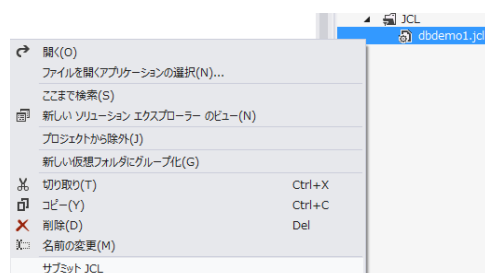 JCL
dbdemo1.jcl
開く(O)
ファイルを開くアプリケーションの選択(N)...
ここまで検索(S)
新しい ソリューション エクスプローラー のビュー(N)
プロジェクトから除外(J)
新しい仮想フォルダにグループ化(G)
切り取り(T) Ctrl+X
コピー(Y) Ctrl+C
削除(D) Del
名前の変更(M)
サブミット JCL